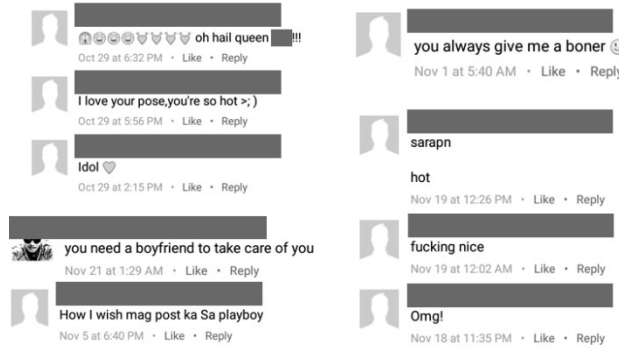 oh hail queen !!!
Oct 29 at 6:32 PM • Like • Reply
I love your pose,you're so hot >; )
Oct 29 at 5:56 PM • Like • Reply
Idol
Oct 29 at 2:15 PM • Like • Reply
you need a boyfriend to take care of you
Nov 21 at 1:29 AM • Like • Reply
How I wish mag post ka Sa playboy
Nov 5 at 6:40 PM • Like • Reply
you always give me a boner
Nov 1 at 5:40 AM • Like • Reply
sarapn
hot
Nov 19 at 12:26 PM • Like • Reply
fucking nice
Nov 19 at 12:02 AM • Like • Reply
Omg!
Nov 18 at 11:35 PM • Like • Reply